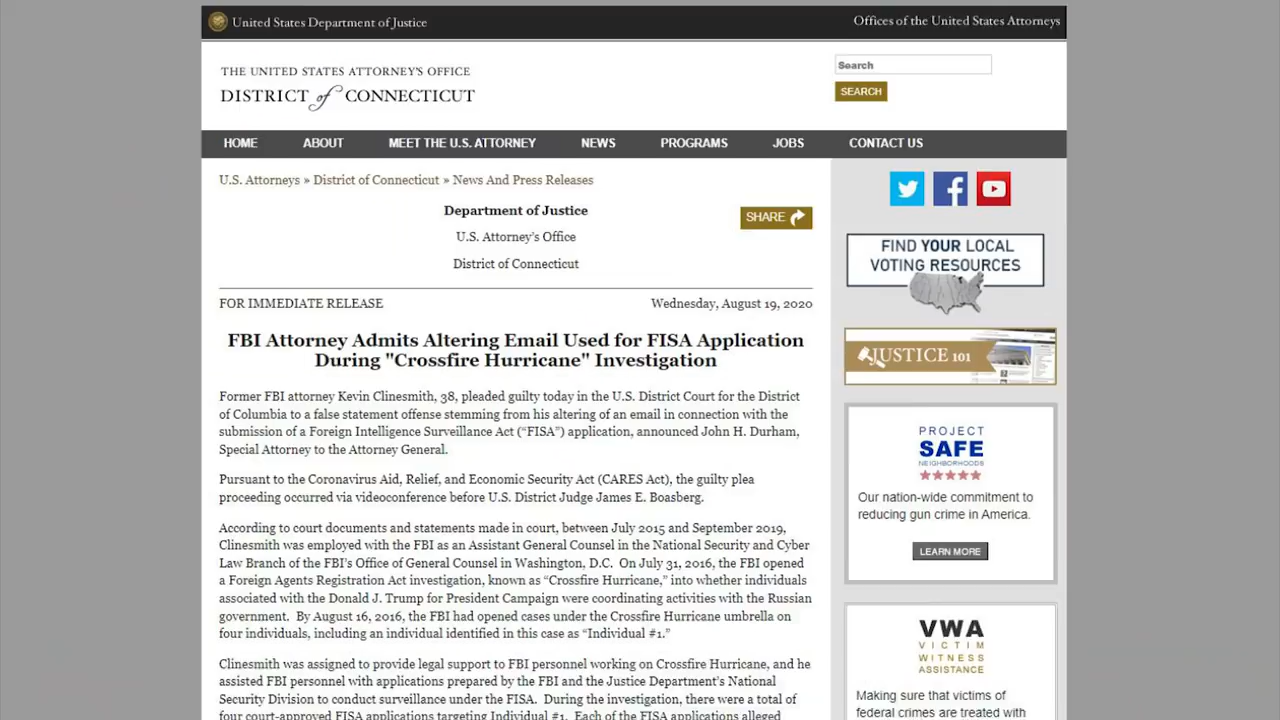 United States Department of Justice
Offices of the United States Attorneys
THE UNITED STATES ATTORNEY'S OFFICE
DISTRICT of CONNECTICUT
Search
SEARCH
HOME ABOUT MEET THE U.S. ATTORNEY NEWS PROGRAMS JOBS CONTACT US
U.S. Attorneys » District of Connecticut » News And Press Releases
Department of Justice
U.S. Attorney's Office
District of Connecticut
SHARE
FOR IMMEDIATE RELEASE
Wednesday, August 19, 2020
FBI Attorney Admits Altering Email Used for FISA Application
During "Crossfire Hurricane" Investigation
Former FBI attorney Kevin Clinesmith, 38, pleaded guilty today in the U.S. District Court for the District
of Columbia to a false statement offense stemming from his altering of an email in connection with the
submission of a Foreign Intelligence Surveillance Act (“FISA”) application, announced John H. Durham,
Special Attorney to the Attorney General.
Pursuant to the Coronavirus Aid, Relief, and Economic Security Act (CARES Act), the guilty plea
proceeding occurred via videoconference before U.S. District Judge James E. Boasberg.
According to court documents and statements made in court, between July 2015 and September 2019,
Clinesmith was employed with the FBI as an Assistant General Counsel in the National Security and Cyber
Law Branch of the FBI’s Office of General Counsel in Washington, D.C.  On July 31, 2016, the FBI opened
a Foreign Agents Registration Act investigation, known as “Crossfire Hurricane,” into whether individuals
associated with the Donald J. Trump for President Campaign were coordinating activities with the Russian
government.  By August 16, 2016, the FBI had opened cases under the Crossfire Hurricane umbrella on
four individuals, including an individual identified in this case as “Individual #1.”
Clinesmith was assigned to provide legal support to FBI personnel working on Crossfire Hurricane, and he
assisted FBI personnel with applications prepared by the FBI and the Justice Department’s National
Security Division to conduct surveillance under the FISA.  During the investigation, there were a total of
four court-approved FISA applications targeting Individual #1.  Each of the FISA applications alleged
FIND YOUR LOCAL
VOTING RESOURCES
JUSTICE 101
PROJECT
SAFE
NEIGHBORHOODS
Our nation-wide commitment to
reducing gun crime in America.
LEARN MORE
VWA
VICTIM
WITNESS
ASSISTANCE
Making sure that victims of
federal crimes are treated with